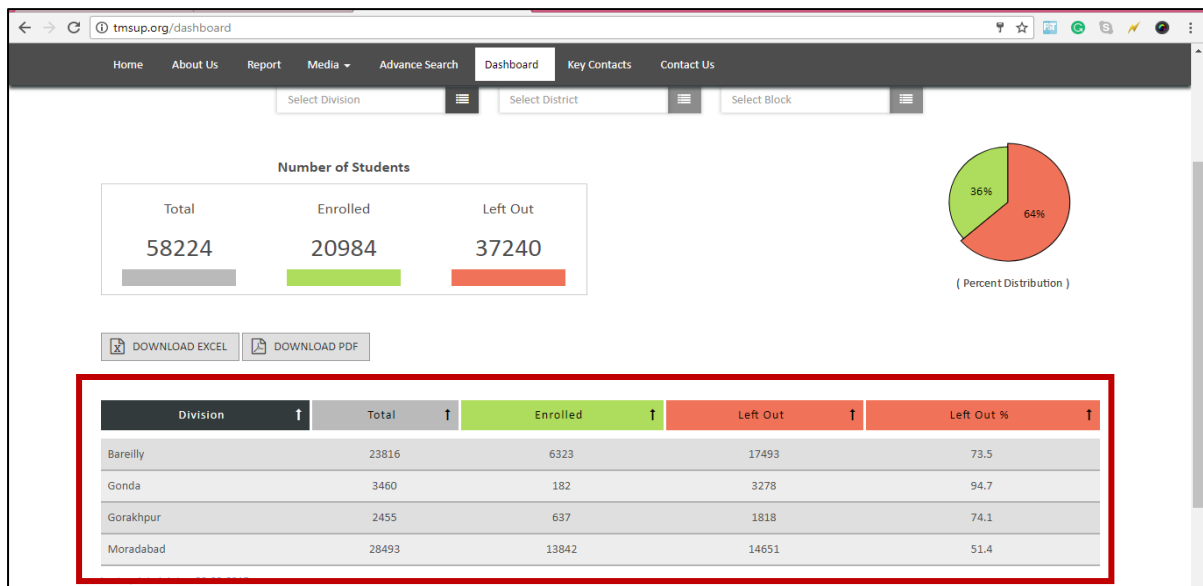 tmsup.org/dashboard
Home About Us Report Media Advance Search Dashboard Key Contacts Contact Us
Select Division Select District Select Block
Number of Students
Total Enrolled Left Out
58224 20984 37240
36%
64%
( Percent Distribution )
DOWNLOAD EXCEL DOWNLOAD PDF
Division Total Enrolled Left Out Left Out %
Bareilly 23816 6323 17493 73.5
Gonda 3460 182 3278 94.7
Gorakhpur 2455 637 1818 74.1
Moradabad 28493 13842 14651 51.4